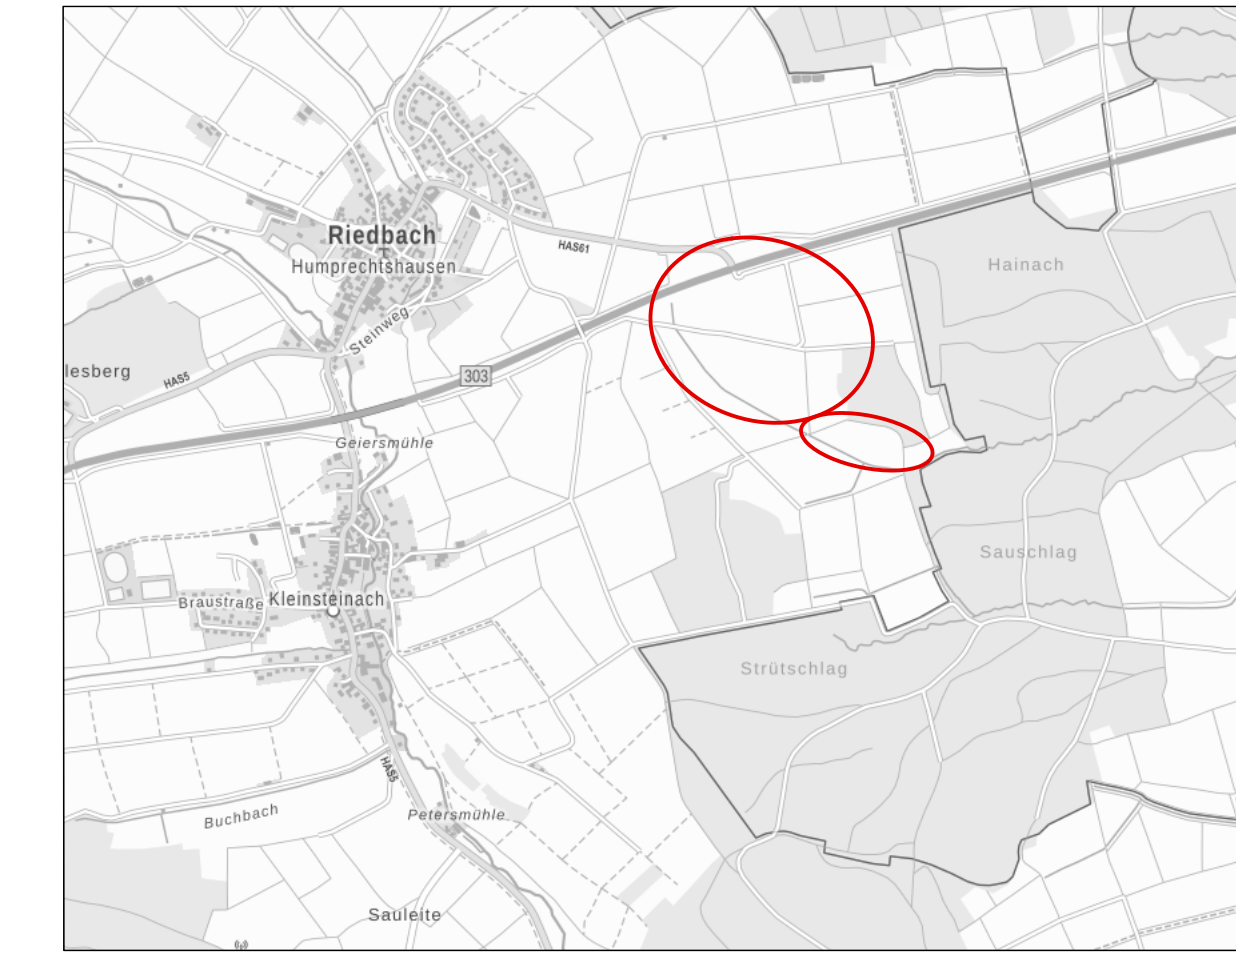 Riedbach
Humprechtshausen
HAS61
Hainach
Steinweg
lesberg
HAS5
303
Geiersmühle
Sauschlag
Braustraße
Kleinsteinach
Strütschlag
HAS5
Buchbach
Petersmühle
Sauleite